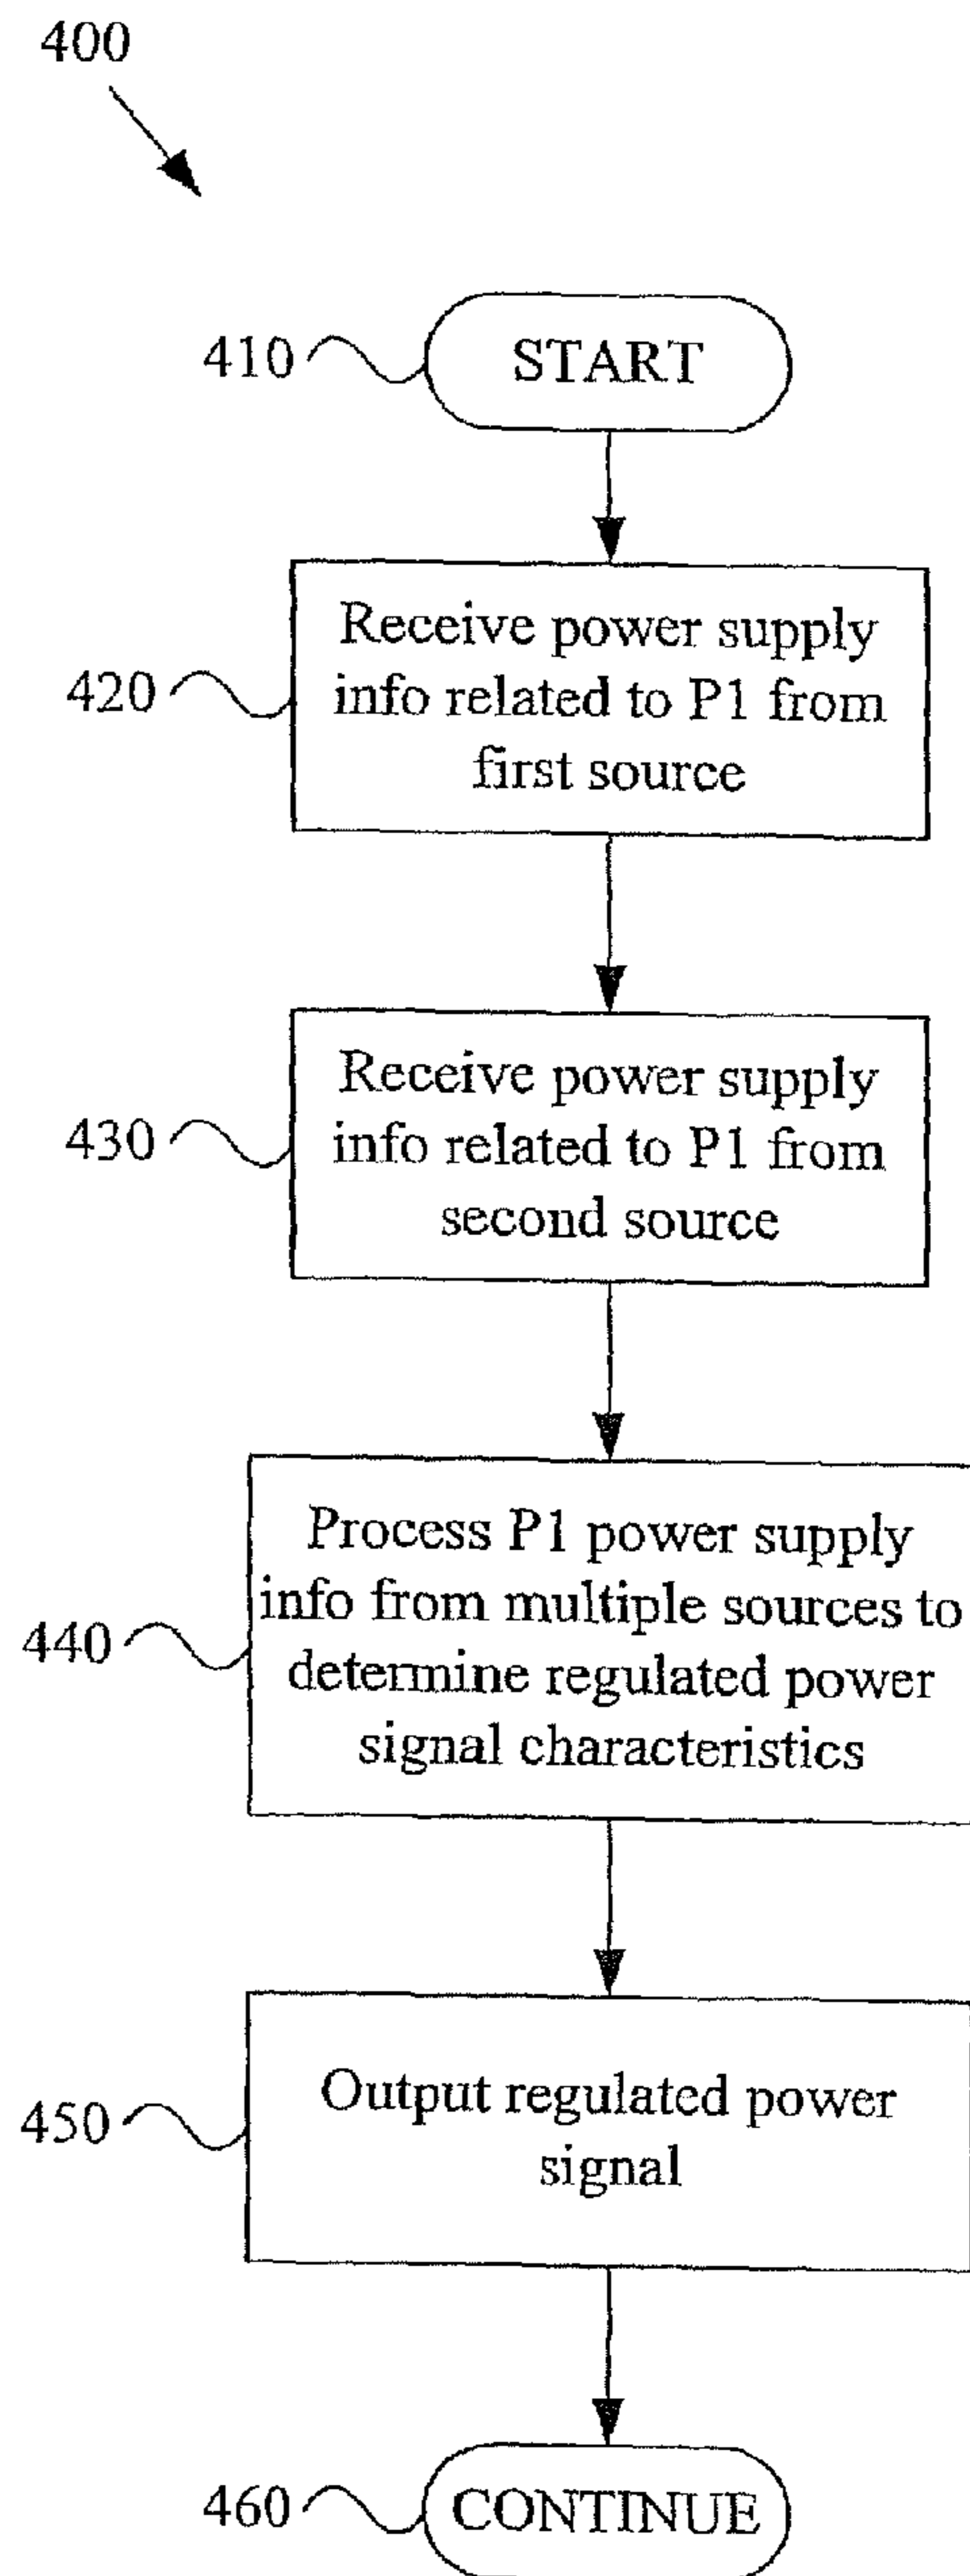 400
410
START
420
Receive power supply
info related to P1 from
first source
430
Receive power supply
info related to P1 from
second source
440
Process P1 power supply
info from multiple sources to
determine regulated power
signal characteristics
450
Output regulated power
signal
460
CONTINUE